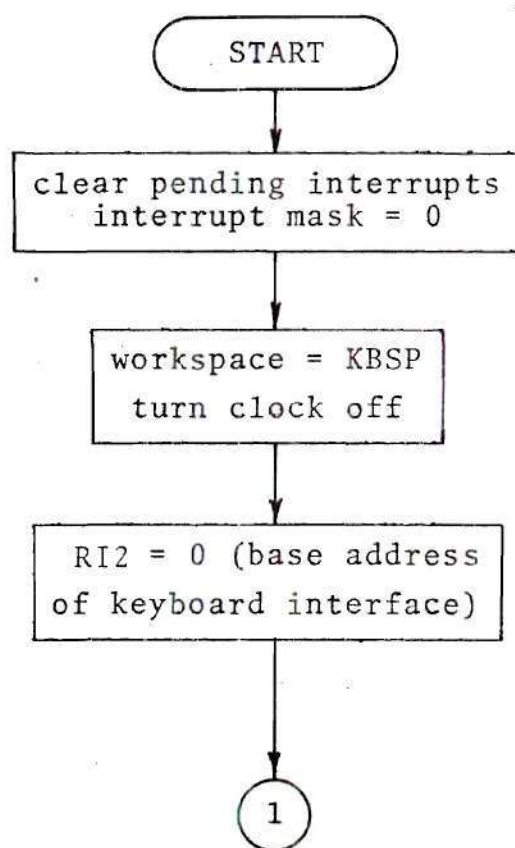 START
clear pending interrupts
interrupt mask = 0
workspace = KBSP
turn clock off
RI2 = 0 (base address
of keyboard interface)
1